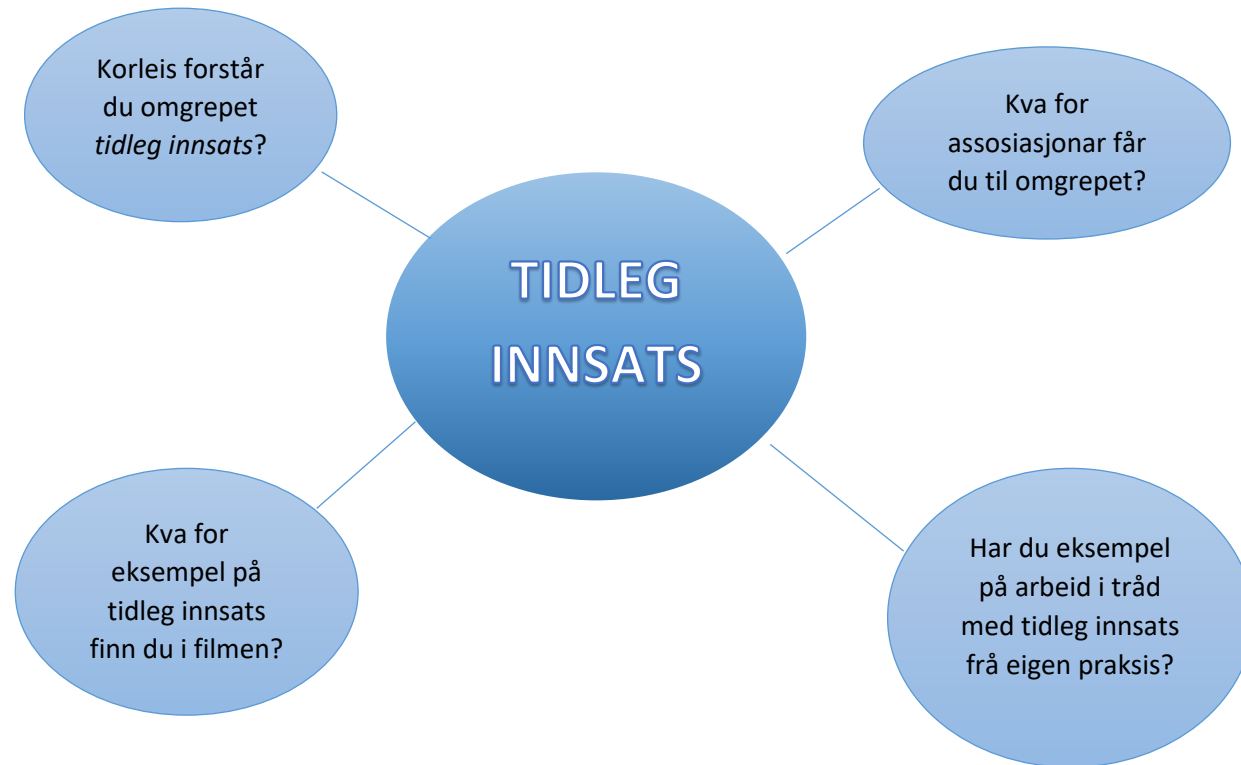 Korleis forstår
du omgrepet
tidleg innsats?
Kva for
assosiasjonar får
du til omgrepet?
TIDLEG
INNSATS
Kva for
eksempel på
tidleg innsats
finn du i filmen?
Har du eksempel
på arbeid i tråd
med tidleg innsats
frå eigen praksis?